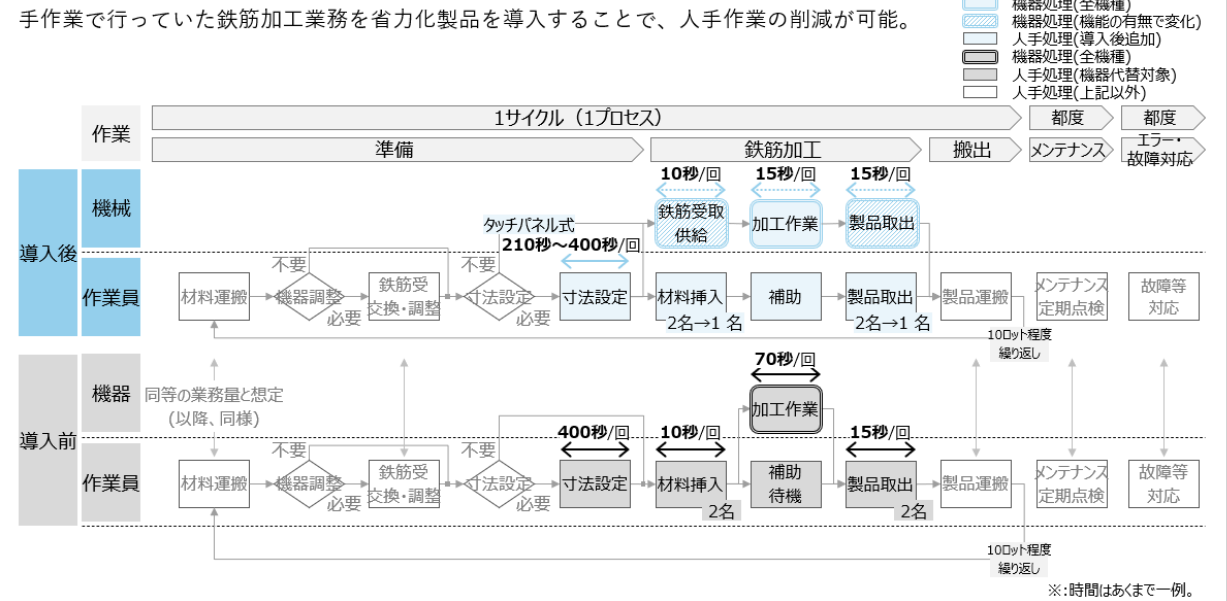 手作業で行っていた鉄筋加工業務を省力化製品を導入することで、人手作業の削減が可能。
機器処理(全機種)
機器処理(機能の有無で変化)
人手処理(導入後追加)
機器処理(全機種)
人手処理(機器代替対象)
人手処理(上記以外)
作業
1サイクル（1プロセス）
都度
都度
準備
鉄筋加工
搬出
メンテナンス
エラー・
故障対応
導入後
機械
10秒/回
15秒/回
15秒/回
鉄筋受取
供給
加工作業
製品取出
タッチパネル式
210秒～400秒/回
作業員
材料運搬
不要
機器調整
必要
鉄筋受
交換・調整
不要
寸法設定
必要
寸法設定
材料挿入
2名→1 名
補助
製品取出
2名→1 名
製品運搬
メンテナンス
定期点検
故障等
対応
10ロット程度
繰り返し
導入前
機器
同等の業務量と想定
(以降、同様)
70秒/回
加工作業
400秒/回
10秒/回
15秒/回
作業員
材料運搬
不要
機器調整
必要
鉄筋受
交換・調整
不要
寸法設定
必要
寸法設定
材料挿入
2名
補助
待機
製品取出
2名
製品運搬
メンテナンス
定期点検
故障等
対応
10ロット程度
繰り返し
※:時間はあくまで一例。